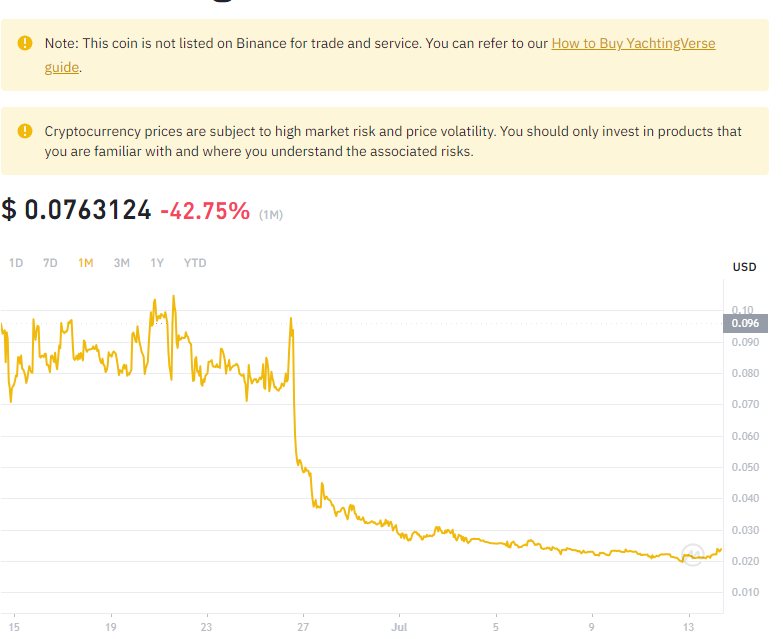 Note: This coin is not listed on Binance for trade and service. You can refer to our How to Buy YachtingVerse
guide.
Cryptocurrency prices are subject to high market risk and price volatility. You should only invest in products that
you are familiar with and where you understand the associated risks.
$ 0.0763124 -42.75% (1M)
1D 7D 1M 3M 1Y YTD
USD
0.10
0.096
0.090
0.080
0.070
0.060
0.050
0.040
0.030
0.020
0.010
15 19 23 27 Jul 5 9 13